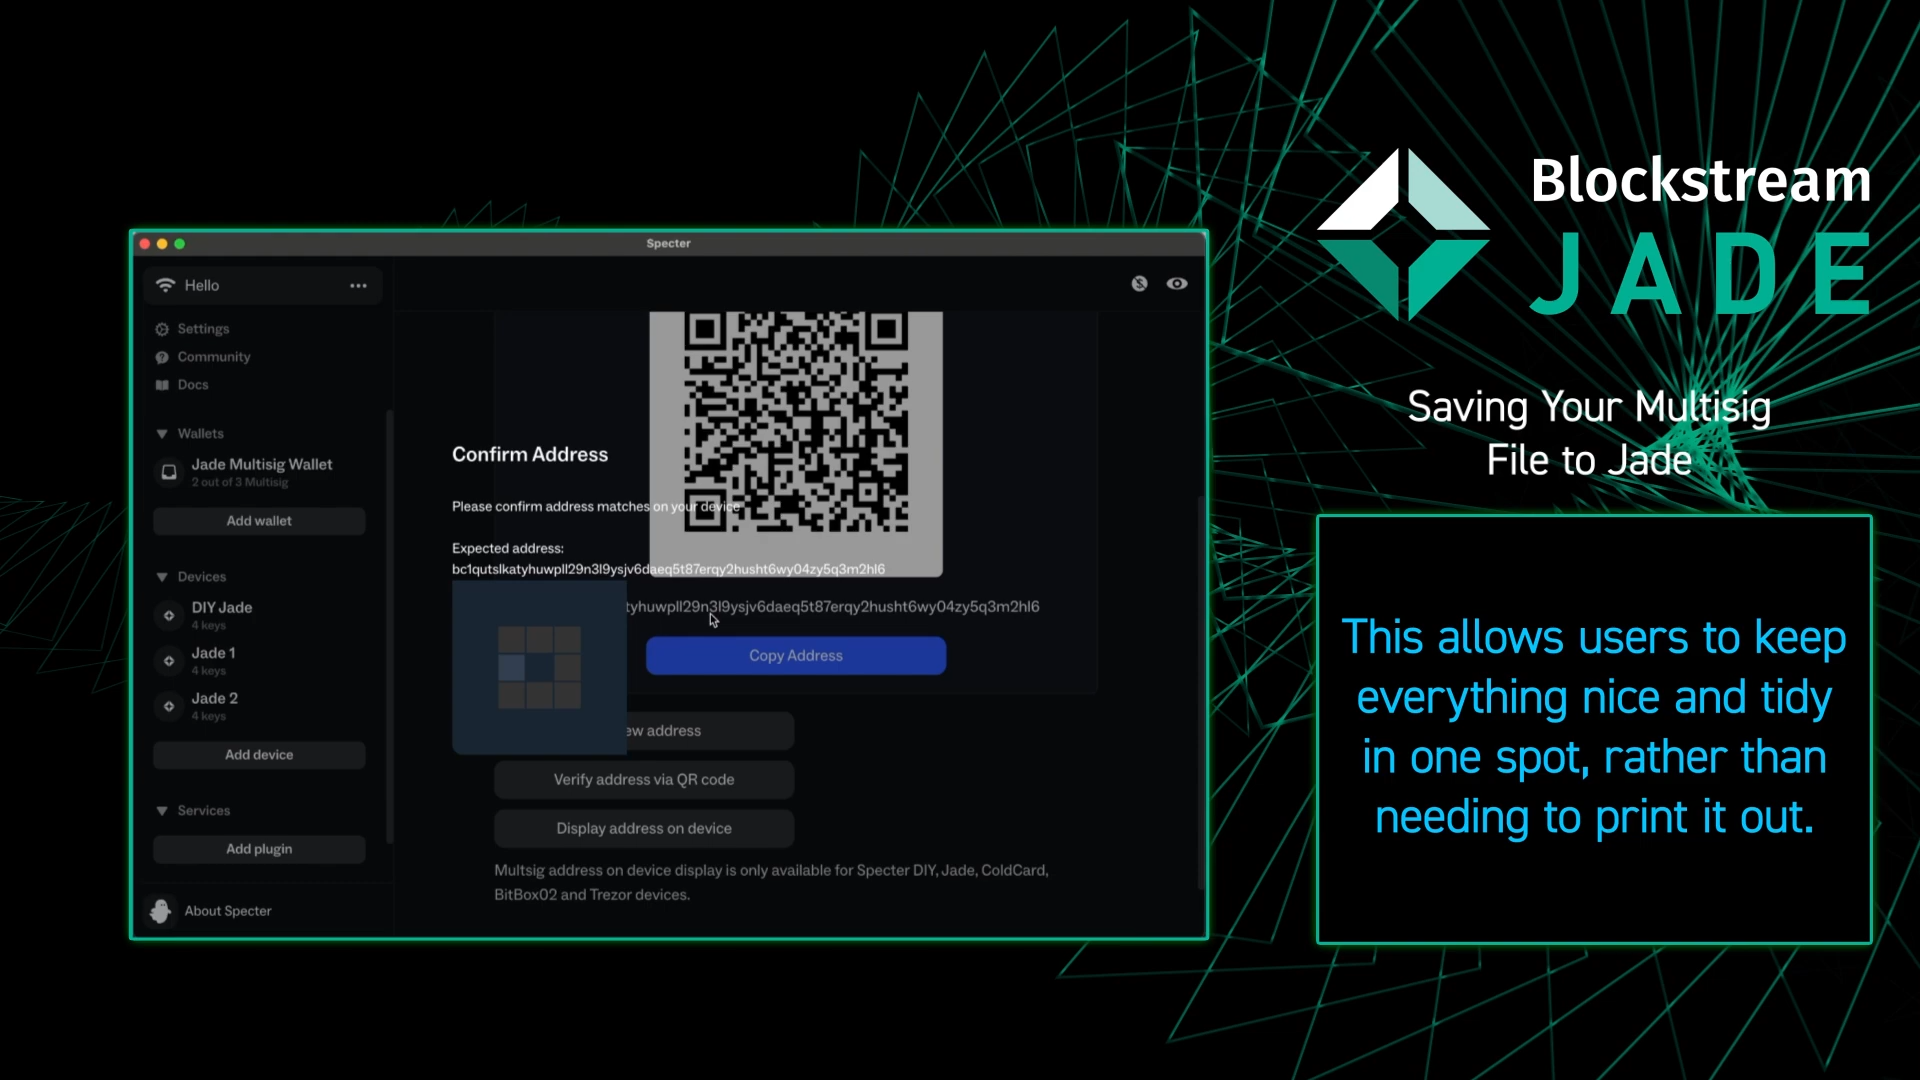 Specter
Hello
Settings
Community
Docs
Wallets
Jade Multisig Wallet
2 out of 3 Multisig
Add wallet
Devices
DIY Jade
4 keys
Jade 1
4 keys
Jade 2
4 keys
Add device
Services
Add plugin
About Specter
Confirm Address
Please confirm address matches on your device
Expected address:
bc1qutslkatyhuwpll29n3l9ysjv6daeq5t87erqy2husht6wy04zy5q3m2hl6
tyhuwpll29n3l9ysjv6daeq5t87erqy2husht6wy04zy5q3m2hl6
Copy Address
ew address
Verify address via QR code
Display address on device
Multsig address on device display is only available for Specter DIY, Jade, ColdCard,
BitBox02 and Trezor devices.
Blockstream
JADE
Saving Your Multisig
File to Jade
This allows users to keep
everything nice and tidy
in one spot, rather than
needing to print it out.